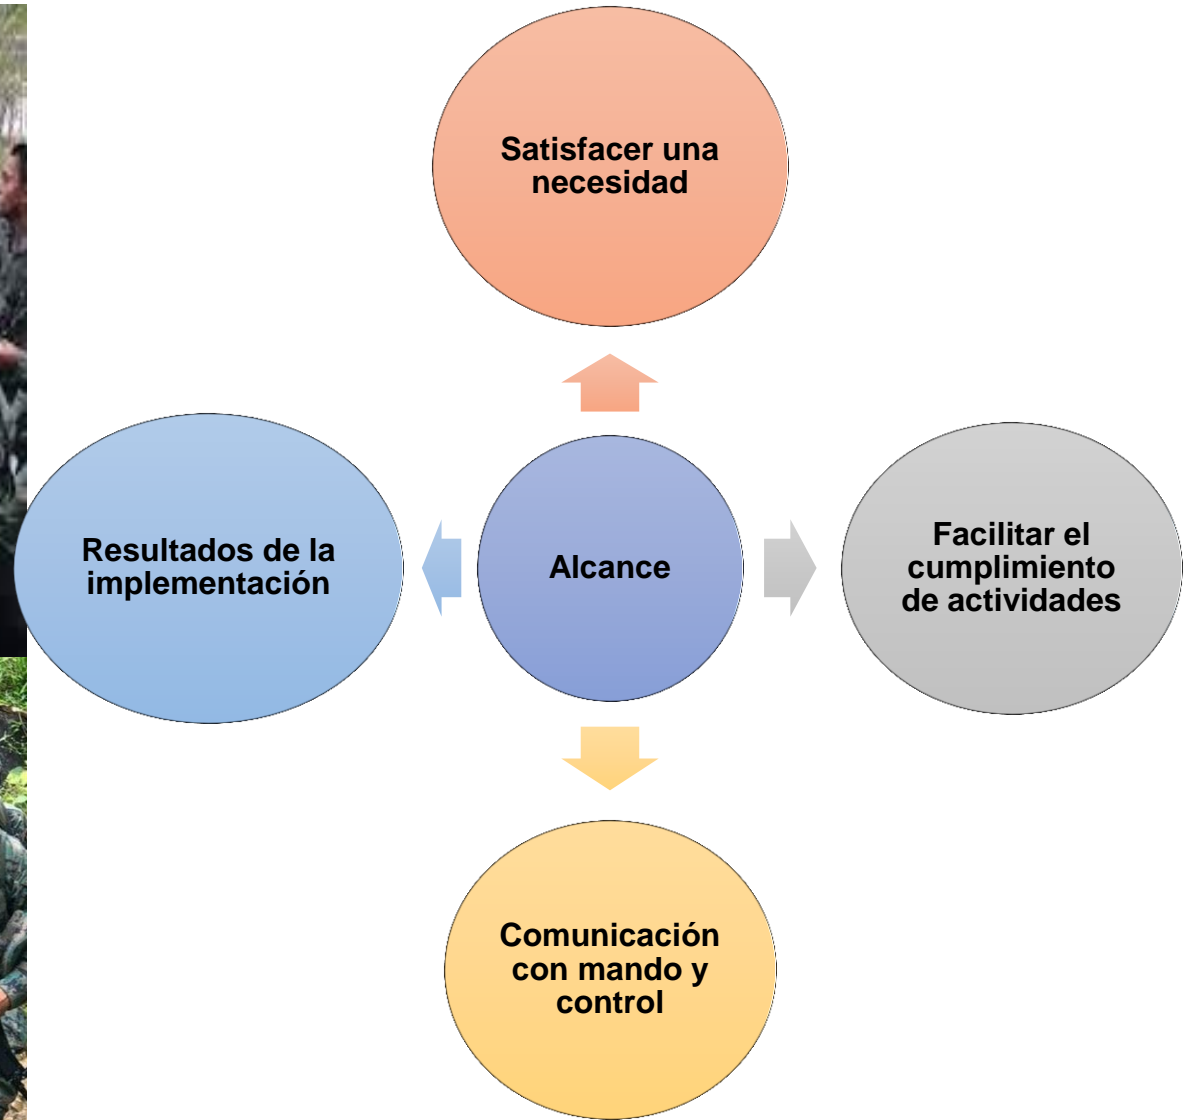 Satisfacer una
necesidad
Resultados de la
implementación
Alcance
Facilitar el
cumplimiento
de actividades
Comunicación
con mando y
control